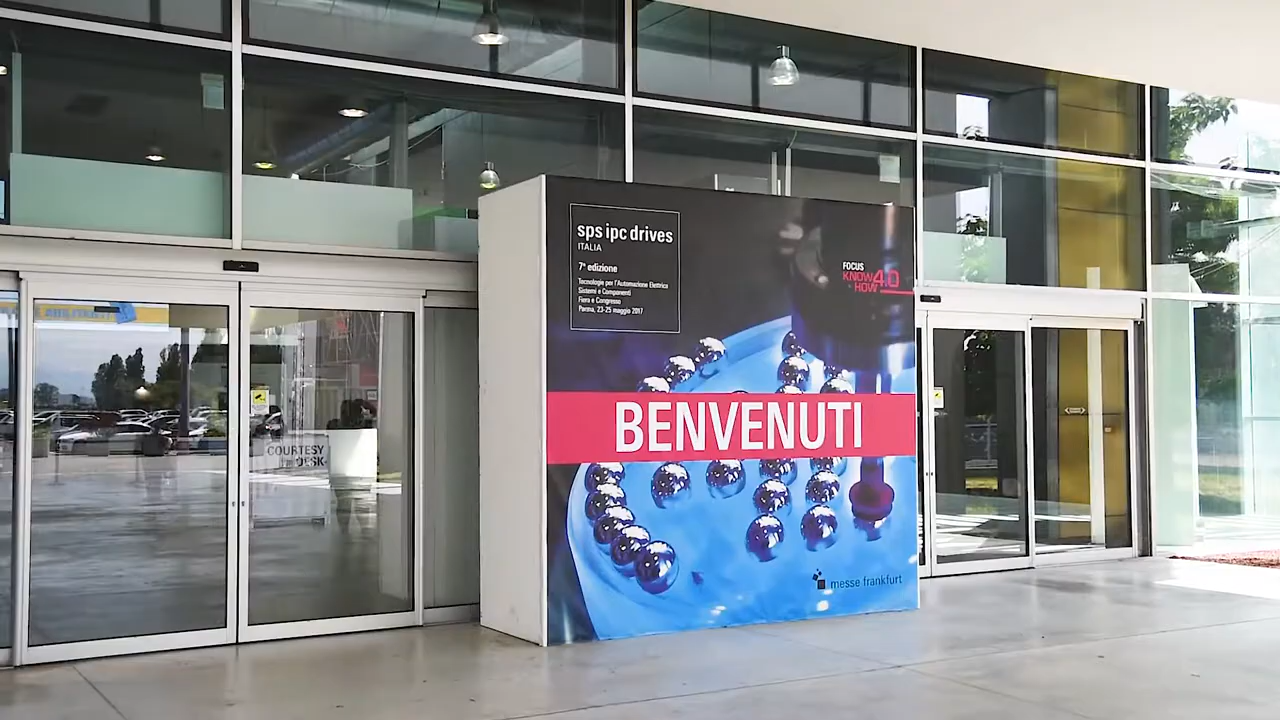 sps ipc drives
ITALIA
7ª edizione
Tecnologie per l'Automazione Elettrica
Sistemi e Componenti
Fiera e Congresso
Parma, 23-25 maggio 2017
FOCUS
KNOW 4.0
HOW
BENVENUTI
COURTESY
DESK
messe frankfurt